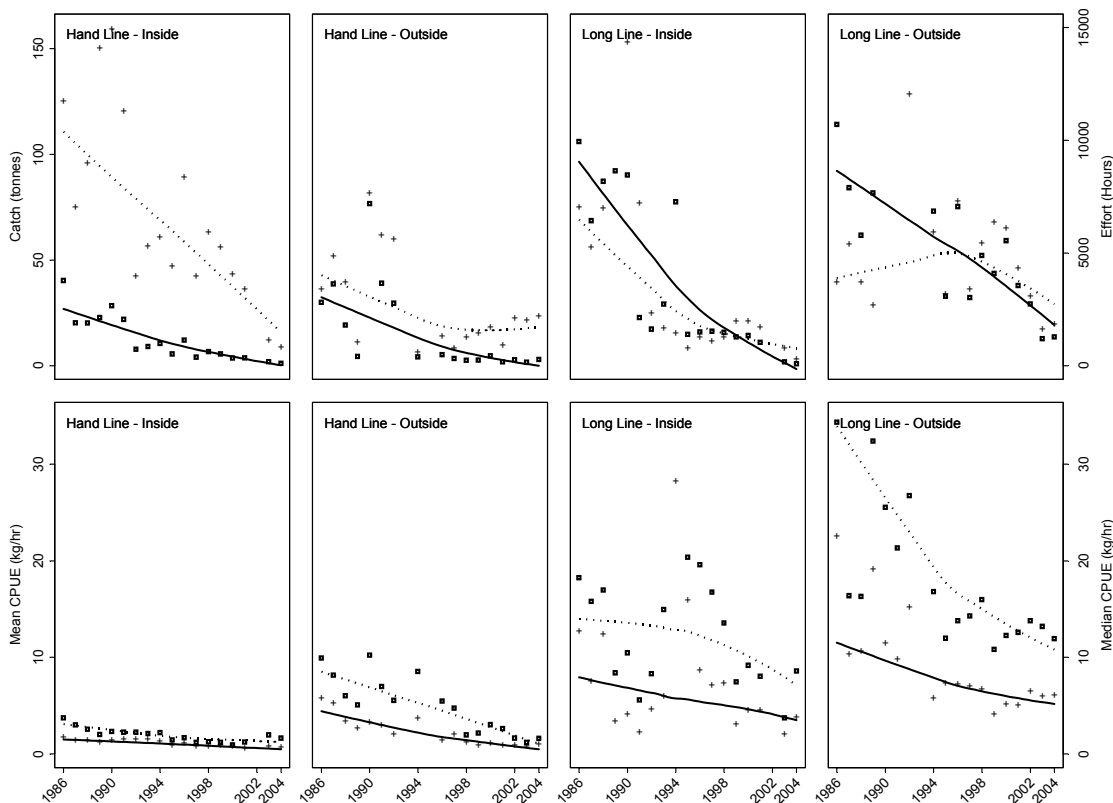 Hand Line - Inside
Hand Line - Outside
Long Line - Inside
Long Line - Outside
Catch (tonnes)
0
50
100
150
Effort (Hours)
0
5000
10000
15000
Hand Line - Inside
Hand Line - Outside
Long Line - Inside
Long Line - Outside
Mean CPUE (kg/hr)
0
10
20
30
Median CPUE (kg/hr)
0
10
20
30
1986 1990 1994 1998 2002 2004
1986 1990 1994 1998 2002 2004
1986 1990 1994 1998 2002 2004
1986 1990 1994 1998 2002 2004